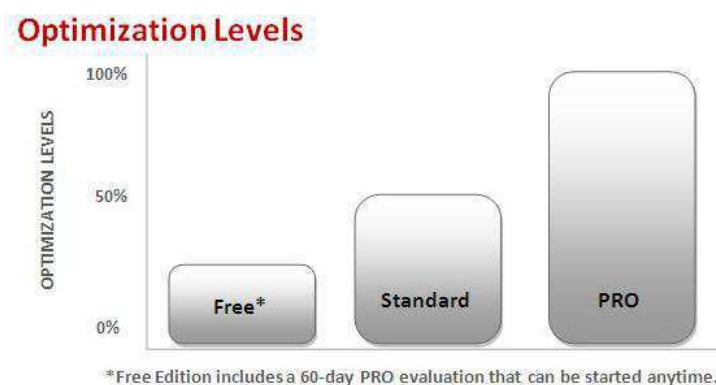 Optimization Levels
100%
OPTIMIZATION LEVELS
50%
0%
Free*
Standard
PRO
*Free Edition includes a 60-day PRO evaluation that can be started anytime.